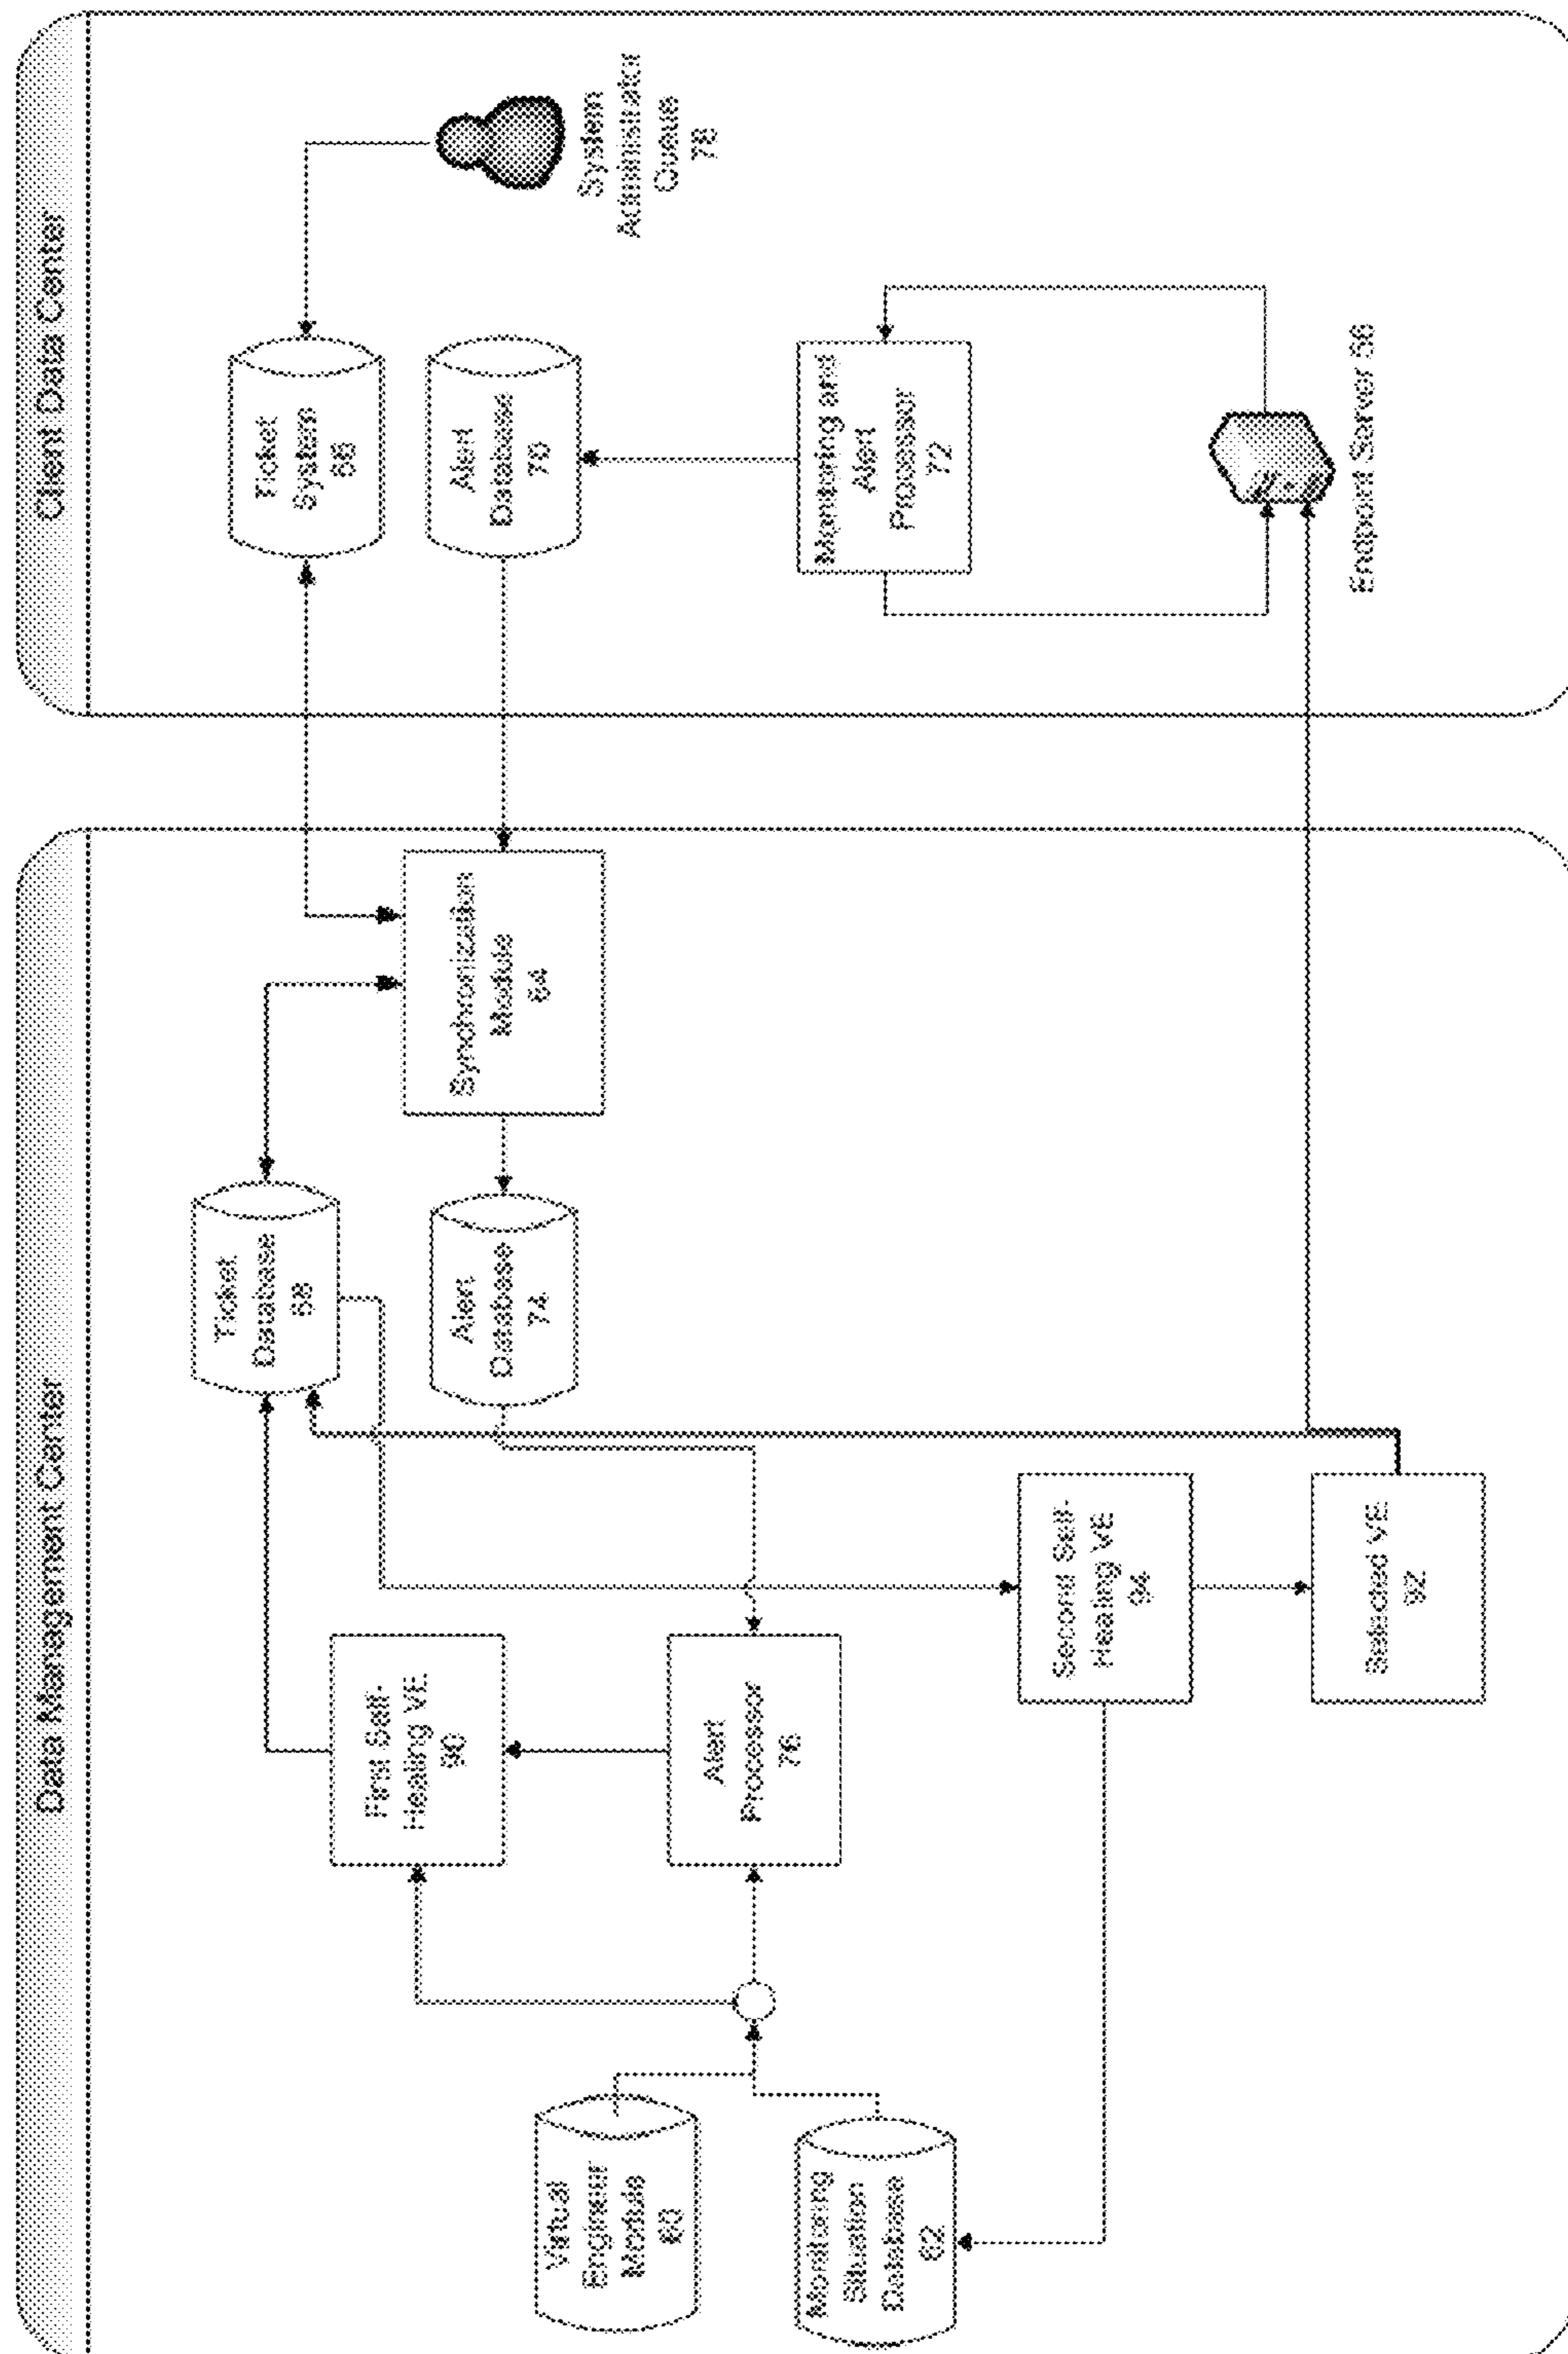 Data Management Center
Virtual
Engineer
Module
60
Monitoring
Situation
Database
62
First Self-
Healing VE
90
Alert
Processor
76
Second Self-
Healing VE
94
Selected VE
92
Ticket
Database
68
Alert
Database
74
Synchronization
Module
64
Client Data Center
Ticket
System
66
Alert
Database
70
Monitoring and
Alert
Processor
72
Endpoint Server 56
System
Administrator
Queue
78